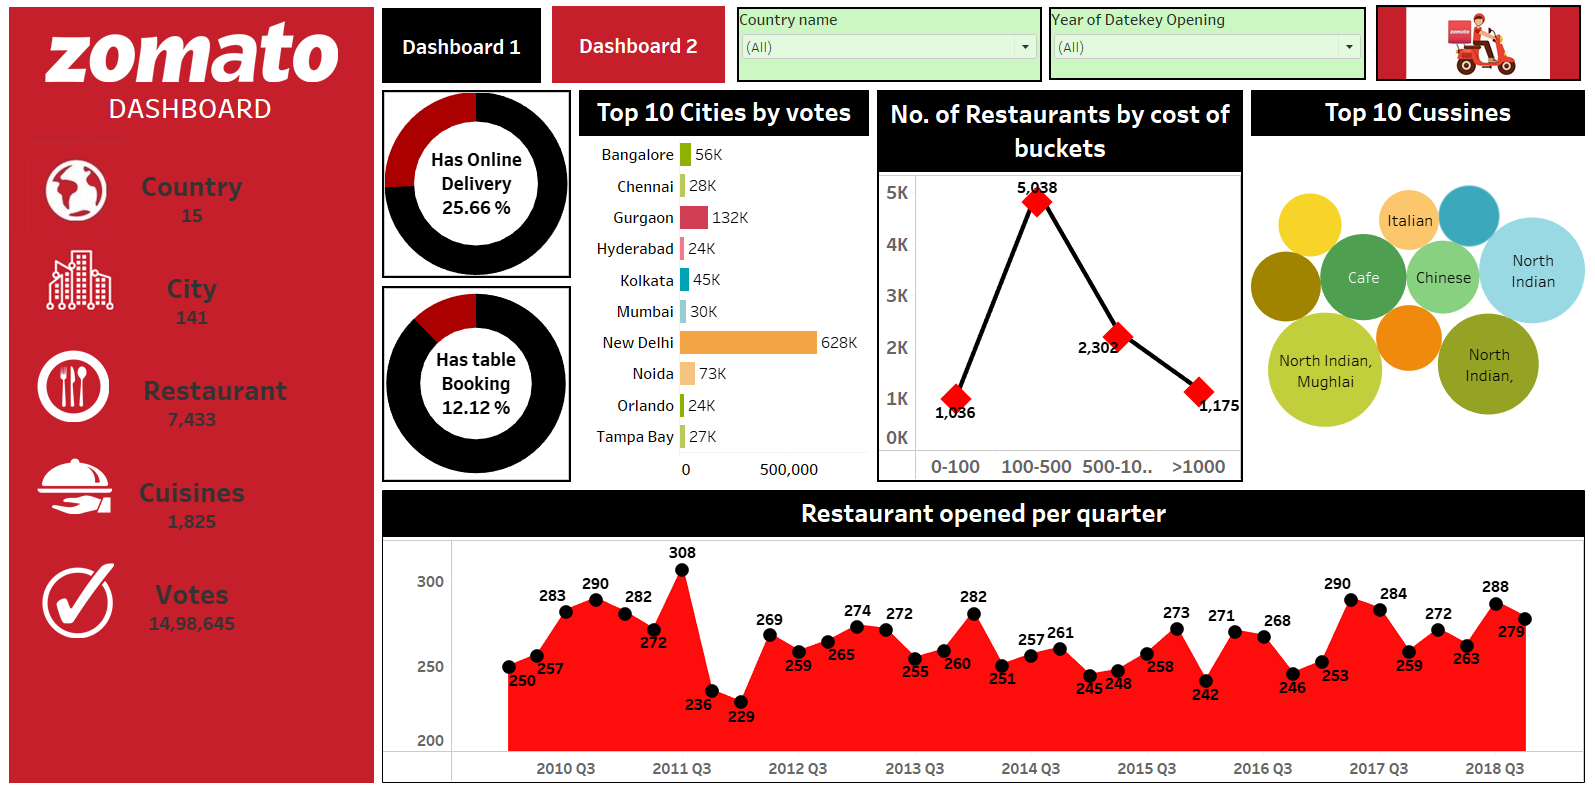 zomato
DASHBOARD
Country
15
City
141
Restaurant
7,433
Cuisines
1,825
Votes
14,98,645
Dashboard 1
Dashboard 2
Country name
(All)
Year of Datekey Opening
(All)
zomato
Has Online
Delivery
25.66 %
Has table
Booking
12.12 %
Top 10 Cities by votes
Bangalore 56K
Chennai 28K
Gurgaon 132K
Hyderabad 24K
Kolkata 45K
Mumbai 30K
New Delhi 628K
Noida 73K
Orlando 24K
Tampa Bay 27K
0 500,000
No. of Restaurants by cost of
buckets
5K
4K
3K
2K
1K
0K
5,038
2,302
1,036
1,175
0-100 100-500 500-10.. >1000
Top 10 Cussines
Italian
Cafe
Chinese
North
Indian
North Indian,
Mughlai
North
Indian,
Restaurant opened per quarter
300
250
200
250
257
283
290
282
272
308
236
229
269
259
265
274
272
255
260
282
251
257
261
245
248
258
273
242
271
268
246
253
290
284
259
272
263
288
279
2010 Q3 2011 Q3 2012 Q3 2013 Q3 2014 Q3 2015 Q3 2016 Q3 2017 Q3 2018 Q3